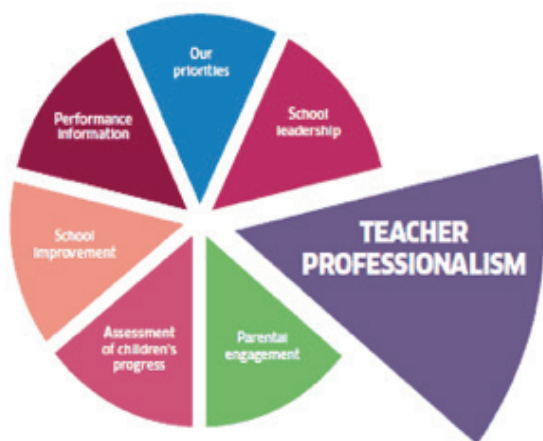 Our
priorities
School
leadership
TEACHER
PROFESSIONALISM
Parental
engagement
Assessment
of children's
progress
School
improvement
Performance
information